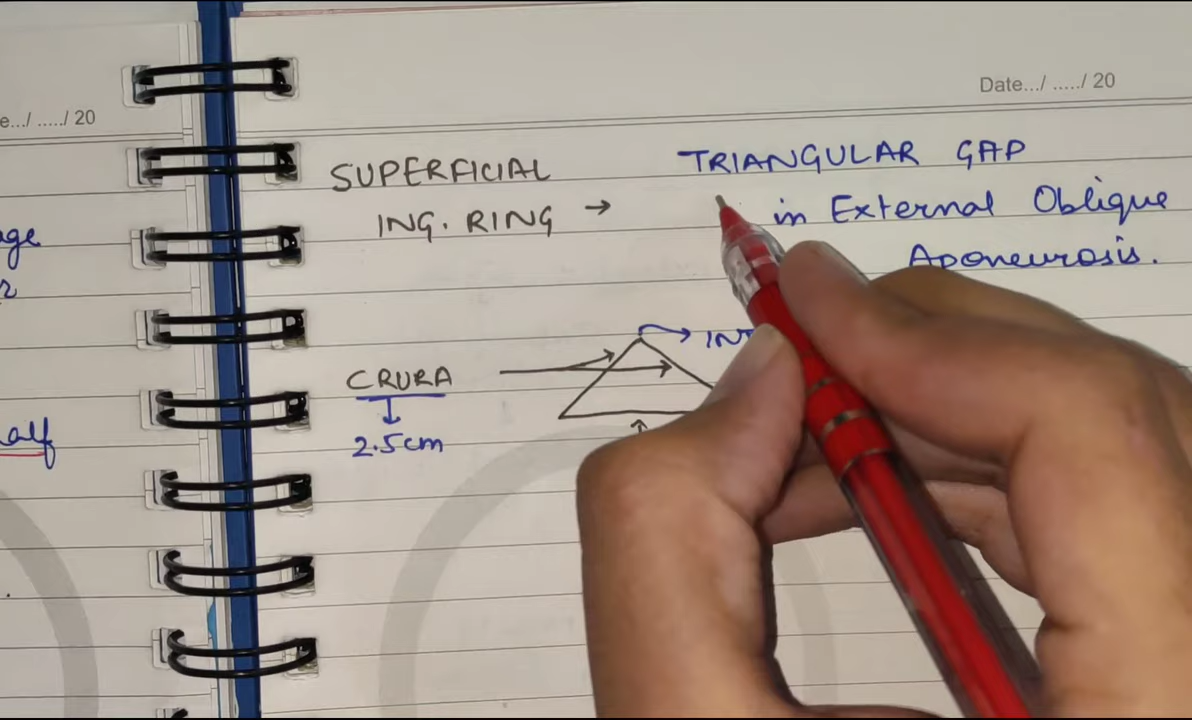 e.../ ...../ 20
Date.../ ...../ 20
SUPERFICIAL
ING. RING →
TRIANGULAR GAP
in External Oblique
Aponeurosis.
CRURA
2.5cm